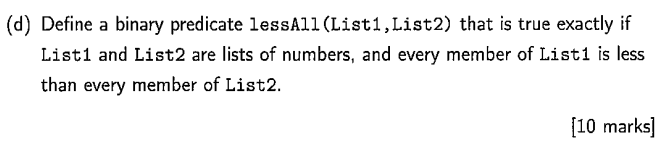 (d) Define a binary predicate lessAll(List1,List2) that is true exactly if
List1 and List2 are lists of numbers, and every member of List1 is less
than every member of List2.
[10 marks]